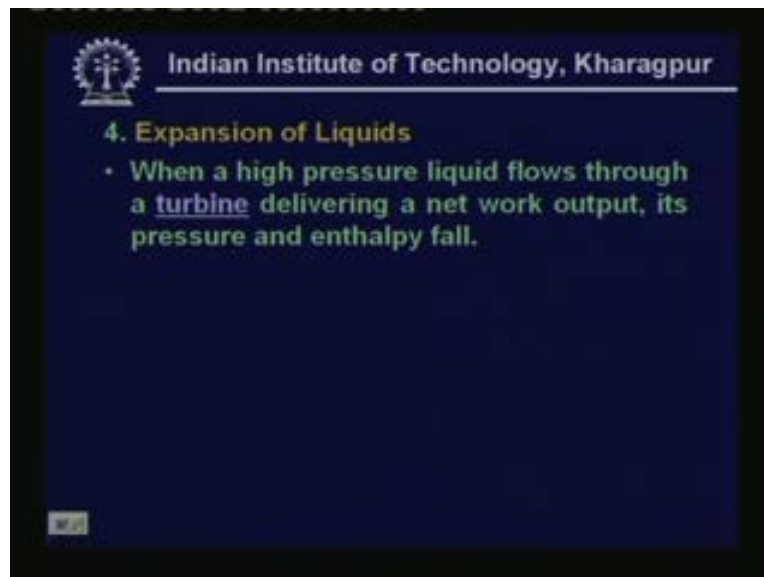 Indian Institute of Technology, Kharagpur
4. Expansion of Liquids
• When a high pressure liquid flows through
a turbine delivering a net work output, its
pressure and enthalpy fall.